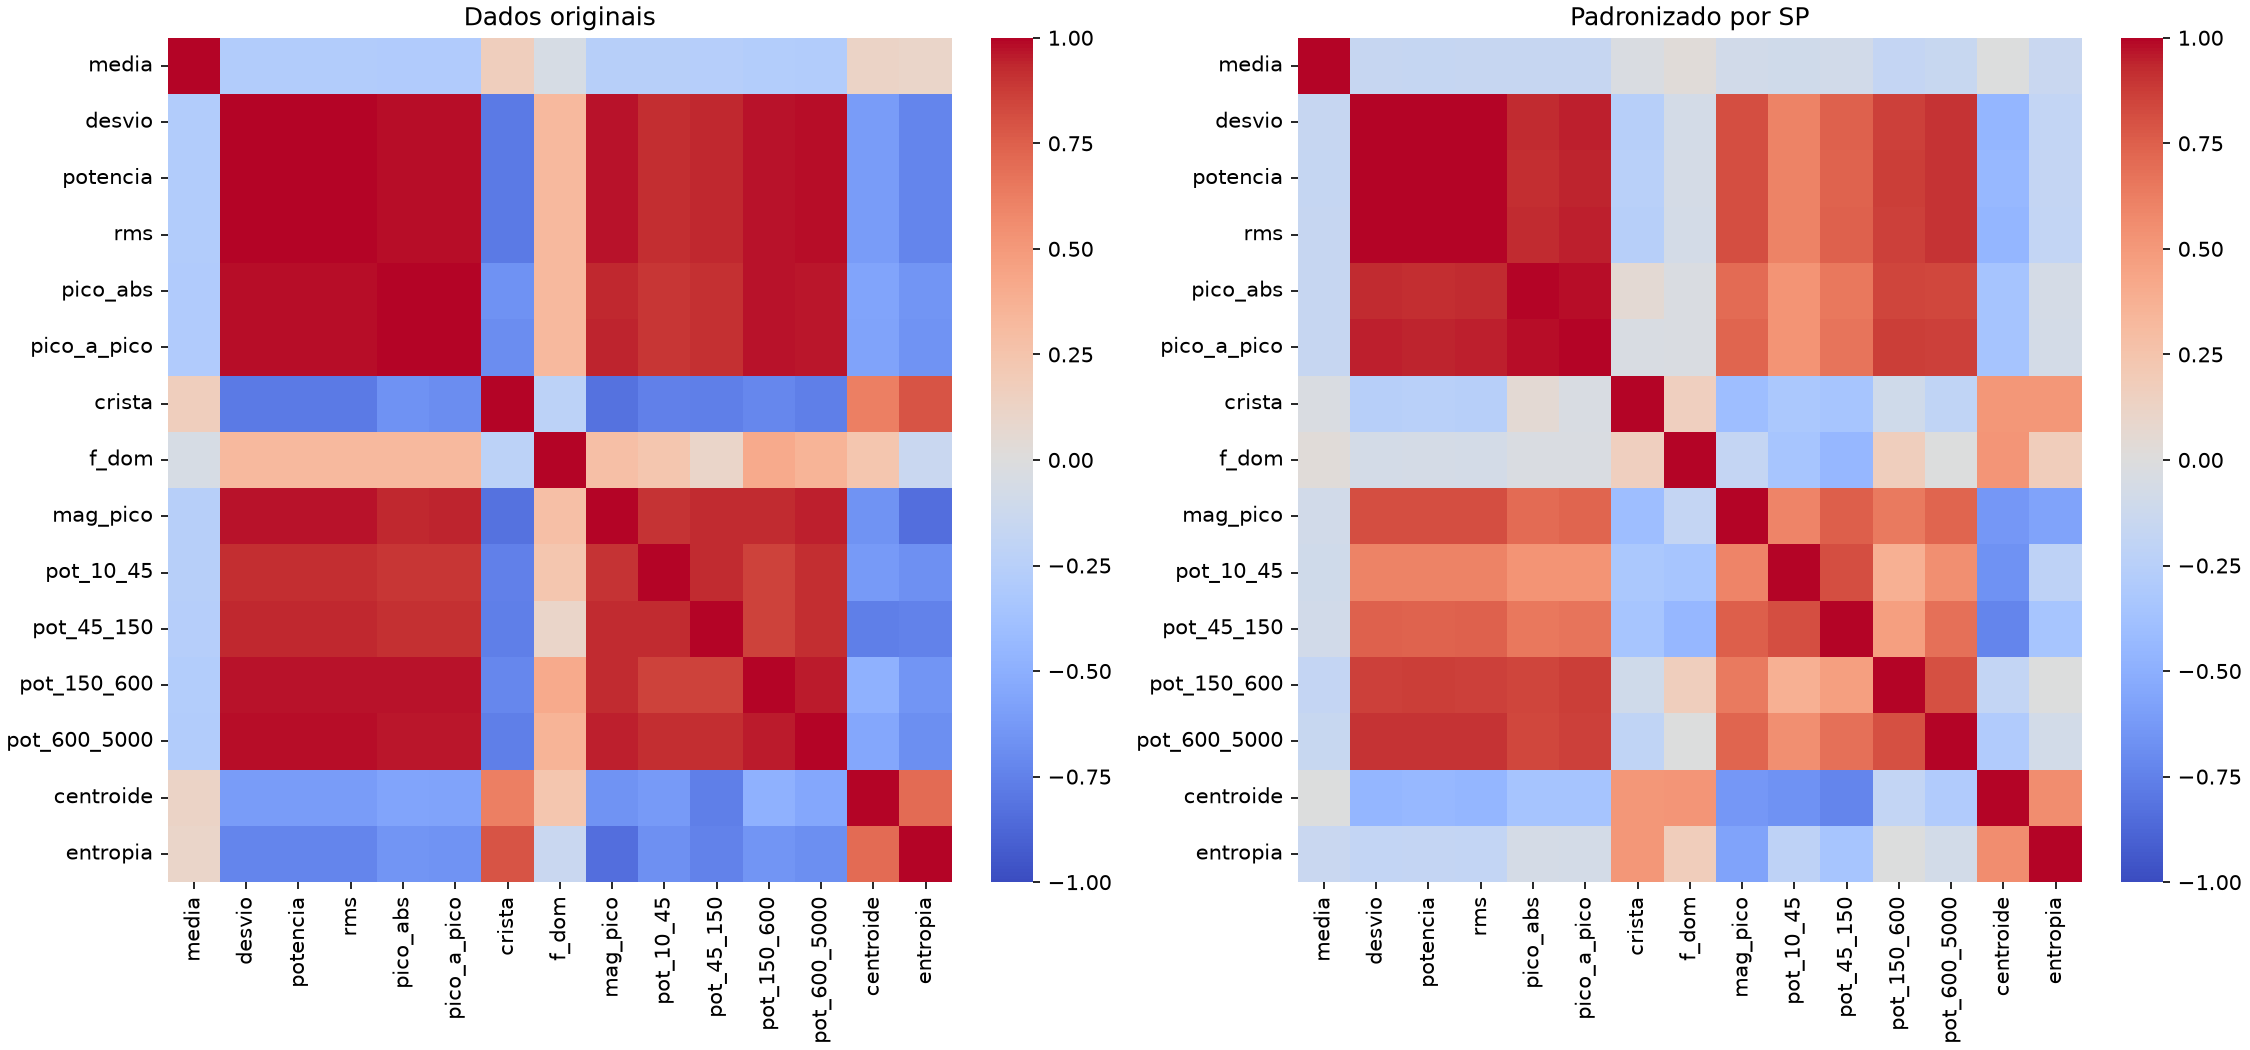 Dados originais
media
desvio
potencia
rms
pico_abs
pico_a_pico
crista
f_dom
mag_pico
pot_10_45
pot_45_150
pot_150_600
pot_600_5000
centroide
entropia
media
desvio
potencia
rms
pico_abs
pico_a_pico
crista
f_dom
mag_pico
pot_10_45
pot_45_150
pot_150_600
pot_600_5000
centroide
entropia
1.00
0.75
0.50
0.25
0.00
−0.25
−0.50
−0.75
−1.00
Padronizado por SP
media
desvio
potencia
rms
pico_abs
pico_a_pico
crista
f_dom
mag_pico
pot_10_45
pot_45_150
pot_150_600
pot_600_5000
centroide
entropia
media
desvio
potencia
rms
pico_abs
pico_a_pico
crista
f_dom
mag_pico
pot_10_45
pot_45_150
pot_150_600
pot_600_5000
centroide
entropia
1.00
0.75
0.50
0.25
0.00
−0.25
−0.50
−0.75
−1.00